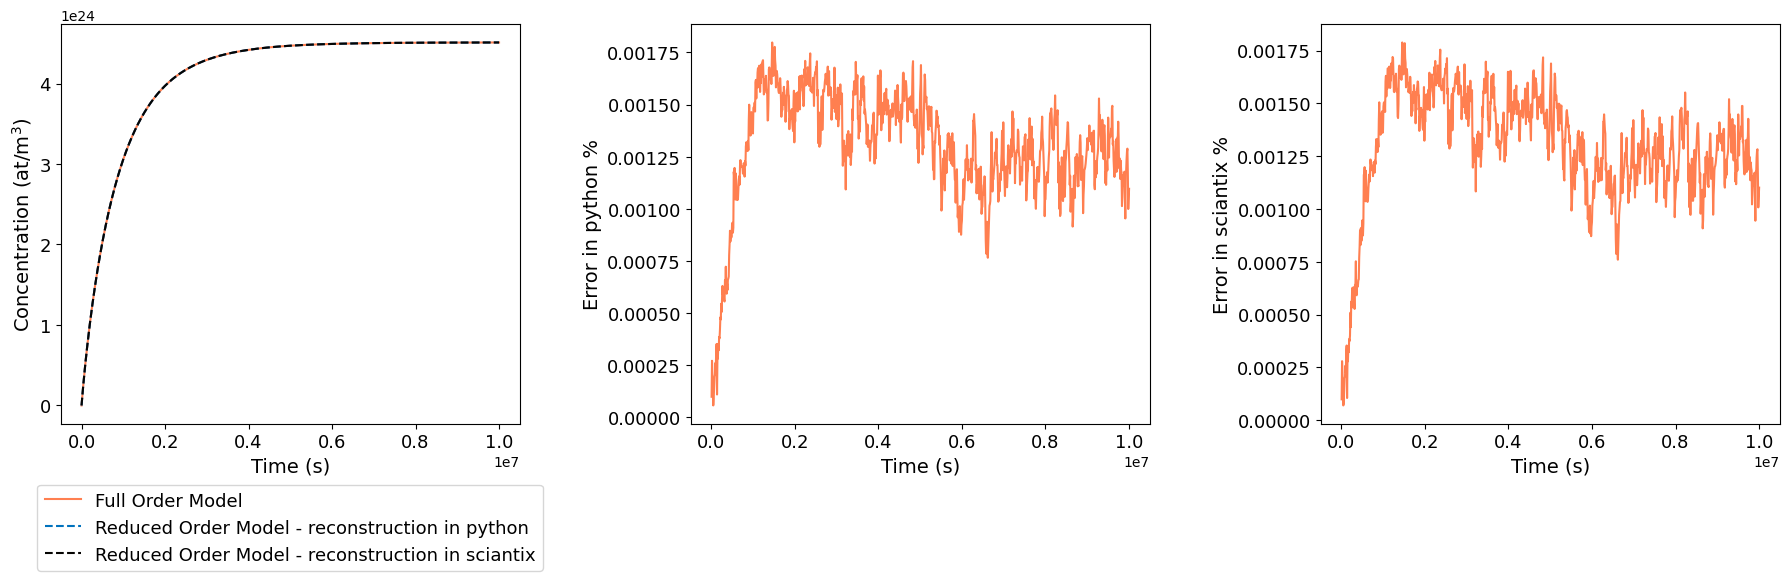 1e24
4
3
2
1
0
Concentration (at/m³)
0.0 0.2 0.4 0.6 0.8 1.0
Time (s)
1e7
Full Order Model
Reduced Order Model - reconstruction in python
Reduced Order Model - reconstruction in sciantix
0.00175
0.00150
0.00125
0.00100
0.00075
0.00050
0.00025
0.00000
Error in python %
0.0 0.2 0.4 0.6 0.8 1.0
Time (s)
1e7
0.00175
0.00150
0.00125
0.00100
0.00075
0.00050
0.00025
0.00000
Error in sciantix %
0.0 0.2 0.4 0.6 0.8 1.0
Time (s)
1e7